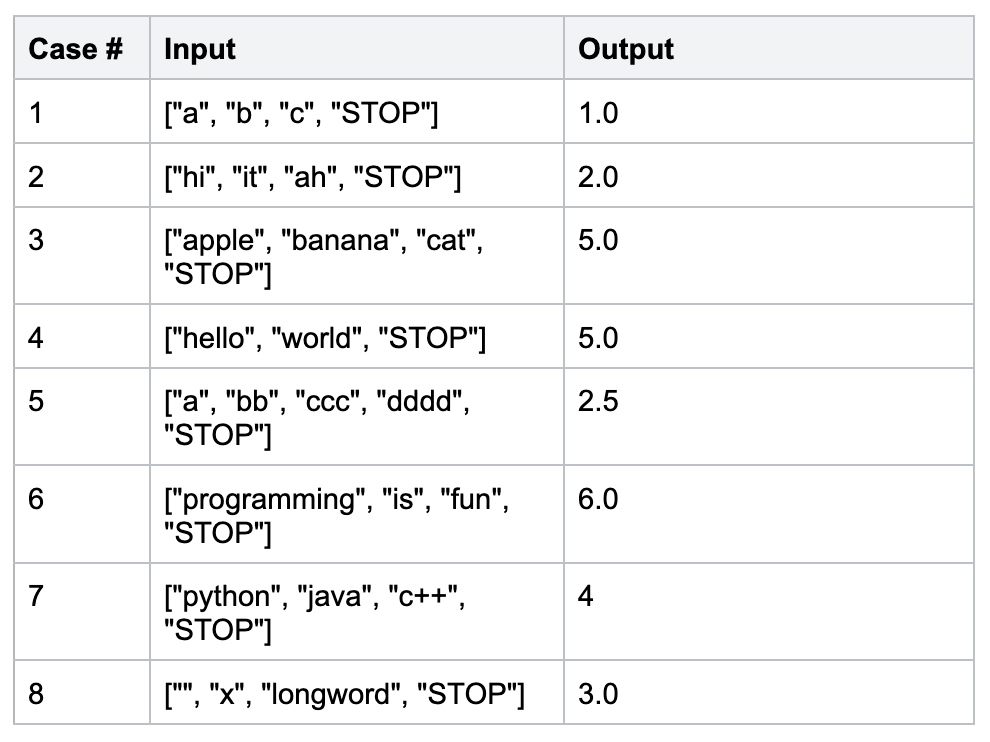 Case # Input Output
1 ["a", "b", "c", "STOP"] 1.0
2 ["hi", "it", "ah", "STOP"] 2.0
3 ["apple", "banana", "cat", 5.0
"STOP"]
4 ["hello", "world", "STOP"] 5.0
5 ["a", "bb", "ccc", "dddd", 2.5
"STOP"]
6 ["programming", "is", "fun", 6.0
"STOP"]
7 ["python", "java", "c++", 4
"STOP"]
8 ["", "x", "longword", "STOP"] 3.0